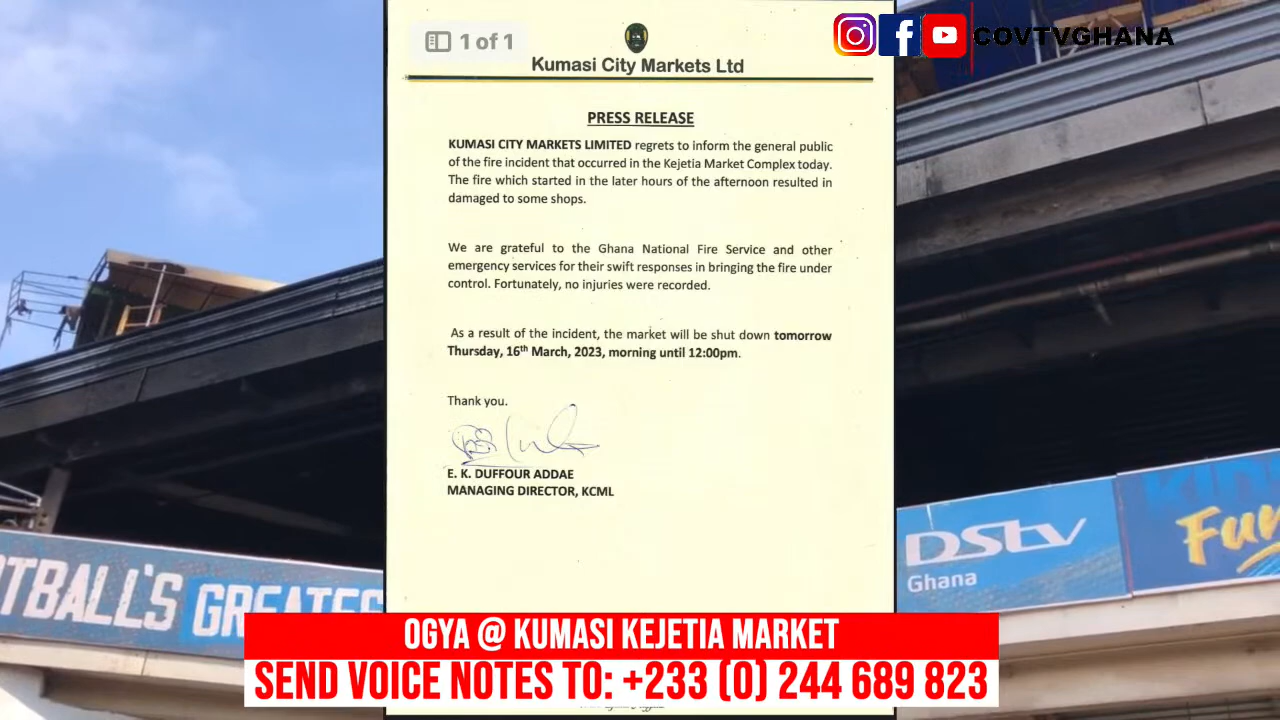 1 of 1
COVTVGHANA
Kumasi City Markets Ltd
PRESS RELEASE
KUMASI CITY MARKETS LIMITED regrets to inform the general public
of the fire incident that occurred in the Kejetia Market Complex today.
The fire which started in the later hours of the afternoon resulted in
damaged to some shops.
We are grateful to the Ghana National Fire Service and other
emergency services for their swift responses in bringing the fire under
control. Fortunately, no injuries were recorded.
As a result of the incident, the market will be shut down tomorrow
Thursday, 16th March, 2023, morning until 12:00pm.
Thank you.
E. K. DUFFOUR ADDAE
MANAGING DIRECTOR, KCML
TBALL'S GREATES
DStv
Ghana
OGYA @ KUMASI KEJETIA MARKET
SEND VOICE NOTES TO: +233 (0) 244 689 823